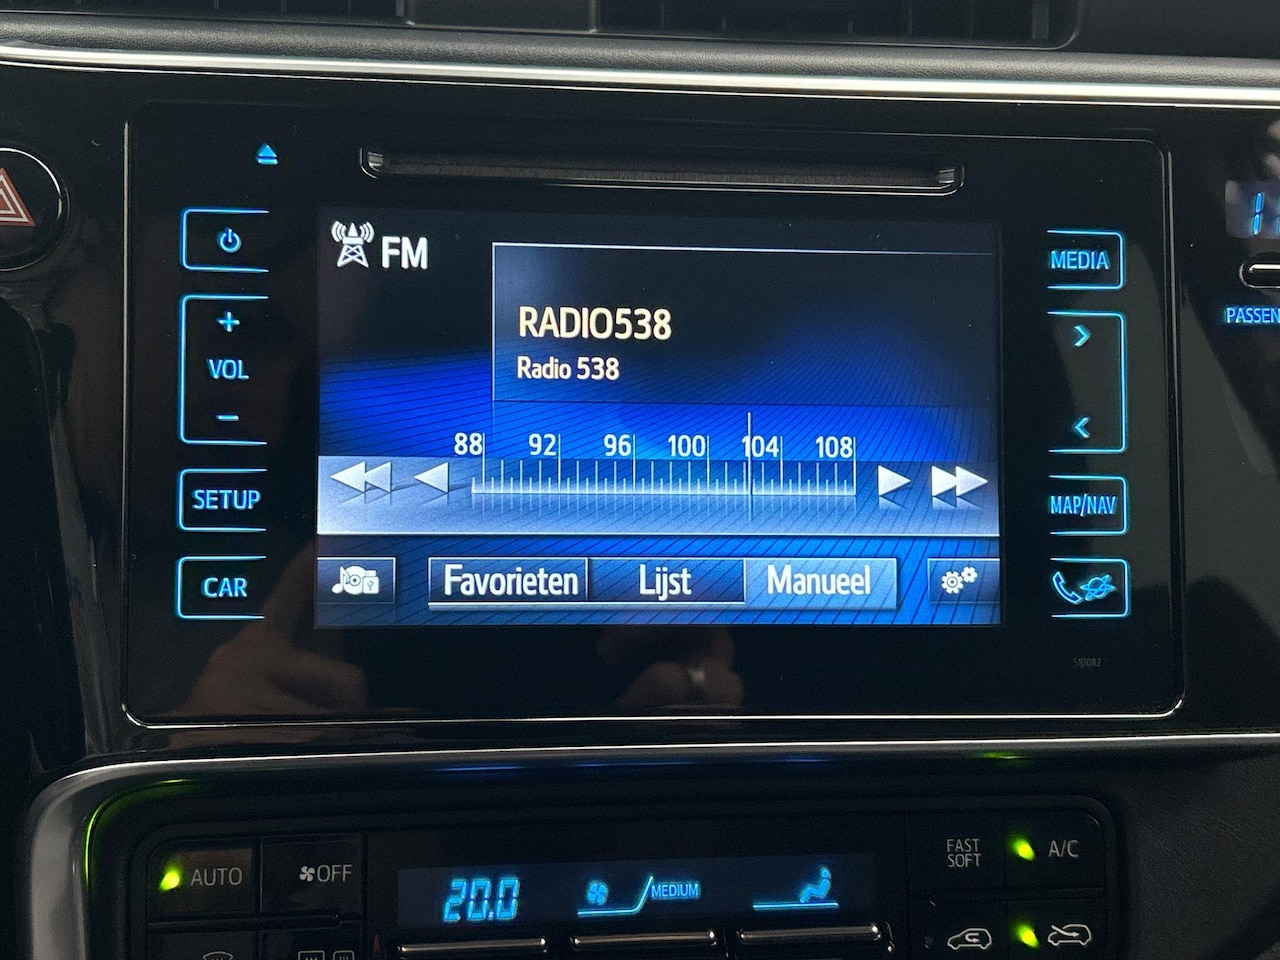 FM
MEDIA
RADIO538
Radio 538
+
VOL
-
88 92 96 100 104 108
SETUP
MAP/NAV
CAR
Favorieten Lijst Manueel
510082
PASSEN
AUTO
OFF
20.0
MEDIUM
FAST
SOFT
A/C